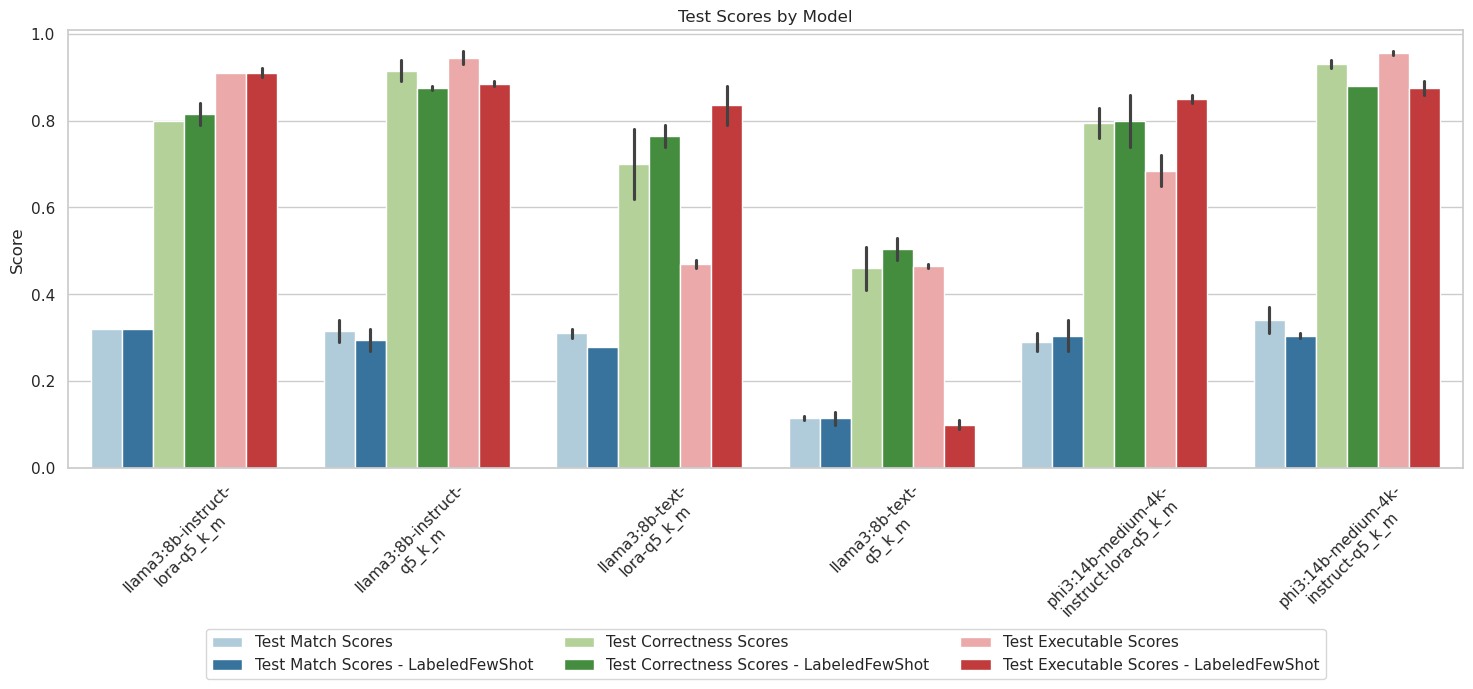 Test Scores by Model
Score
1.0
0.8
0.6
0.4
0.2
0.0
llama3:8b-instruct-
lora-q5_k_m
llama3:8b-instruct-
q5_k_m
llama3:8b-text-
lora-q5_k_m
llama3:8b-text-
q5_k_m
phi3:14b-medium-4k-
instruct-lora-q5_k_m
phi3:14b-medium-4k-
instruct-q5_k_m
Test Match Scores
Test Match Scores - LabeledFewShot
Test Correctness Scores
Test Correctness Scores - LabeledFewShot
Test Executable Scores
Test Executable Scores - LabeledFewShot